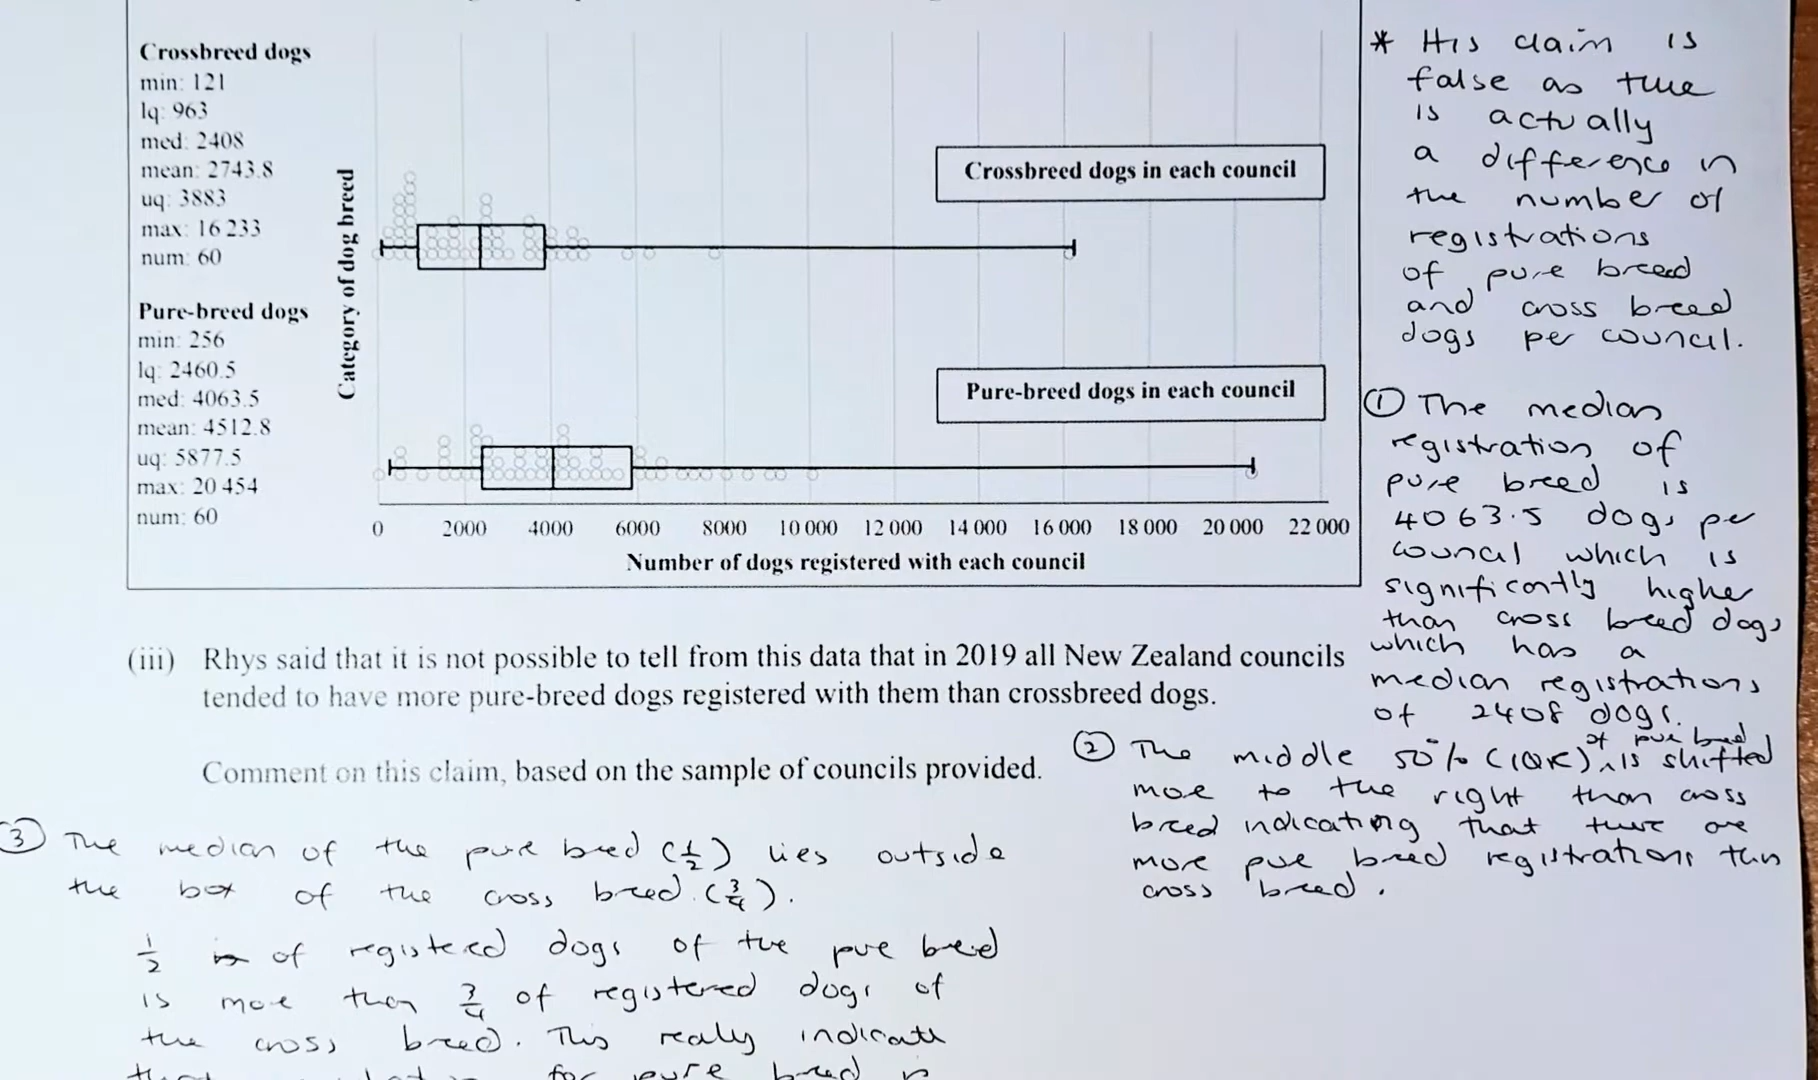 Crossbreed dogs
min: 121
lq: 963
med: 2408
mean: 2743.8
uq: 3883
max: 16 233
num: 60
Pure-breed dogs
min: 256
lq: 2460.5
med: 4063.5
mean: 4512.8
uq: 5877.5
max: 20 454
num: 60
Category of dog breed
Crossbreed dogs in each council
Pure-breed dogs in each council
0 2000 4000 6000 8000 10 000 12 000 14 000 16 000 18 000 20 000 22 000
Number of dogs registered with each council
(iii) Rhys said that it is not possible to tell from this data that in 2019 all New Zealand councils
tended to have more pure-breed dogs registered with them than crossbreed dogs.
Comment on this claim, based on the sample of councils provided.
* His claim is
false as there
is actually
a difference in
the number of
registrations
of pure breed
and cross breed
dogs per council.
① The median
registration of
pure breed is
4063.5 dogs per
council which is
significantly higher
than cross breed dogs
which has a
median registrations
of 2408 dogs.
② The middle 50% (IQR) of pure breed is shifted
more to the right than cross
breed indicating that there are
more pure breed registrations than
cross breed.
③ The median of the pure bred (1/2) lies outside
the box of the cross breed. (3/4).
1/2 of registered dogs of the pure breed
is more than 3/4 of registered dogs of
the cross breed. This really indicate
for pure breed is